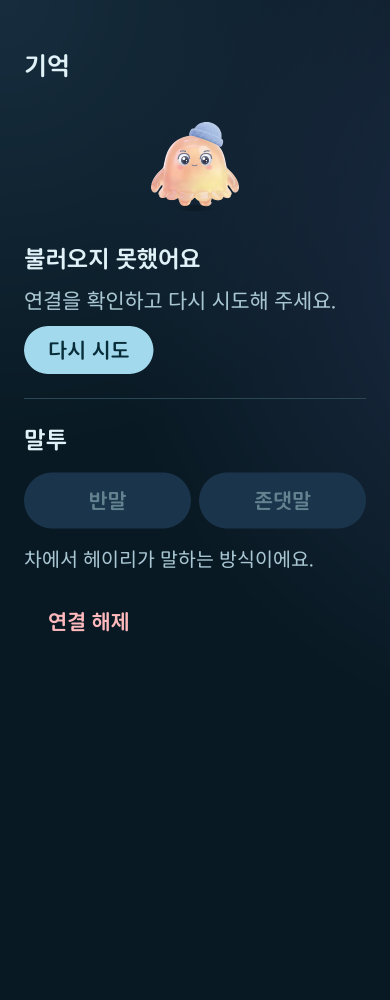 기억
불러오지 못했어요
연결을 확인하고 다시 시도해 주세요.
다시 시도
말투
반말
존댓말
차에서 헤이리가 말하는 방식이에요.
연결 해제